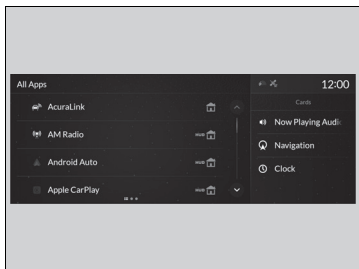 All Apps
12:00
AcuraLink
AM Radio
Android Auto
Apple CarPlay
Cards
Now Playing Audi
Navigation
Clock